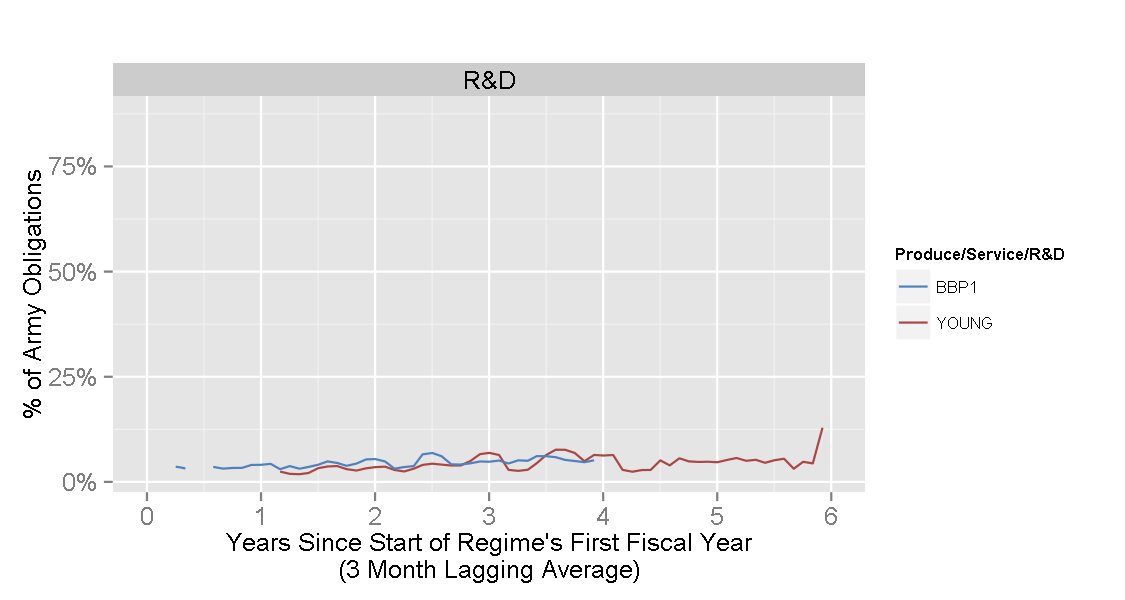 R&D
75%
50%
25%
0%
% of Army Obligations
0 1 2 3 4 5 6
Years Since Start of Regime's First Fiscal Year
(3 Month Lagging Average)
Produce/Service/R&D
BBP1
YOUNG